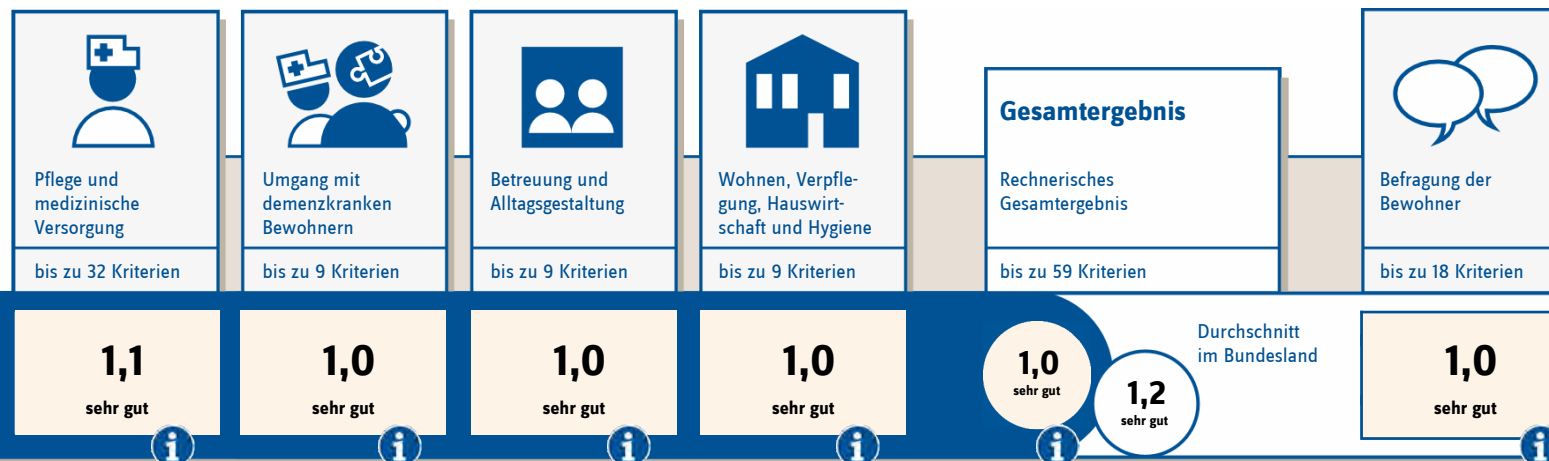 Pflege und
medizinische
Versorgung
bis zu 32 Kriterien
1,1
sehr gut
Umgang mit
demenzkranken
Bewohnern
bis zu 9 Kriterien
1,0
sehr gut
Betreuung und
Alltagsgestaltung
bis zu 9 Kriterien
1,0
sehr gut
Wohnen, Verpfle-
gung, Hauswirt-
schaft und Hygiene
bis zu 9 Kriterien
1,0
sehr gut
Gesamtergebnis
Rechnerisches
Gesamtergebnis
bis zu 59 Kriterien
1,0
sehr gut
1,2
sehr gut
Durchschnitt
im Bundesland
Befragung der
Bewohner
bis zu 18 Kriterien
1,0
sehr gut